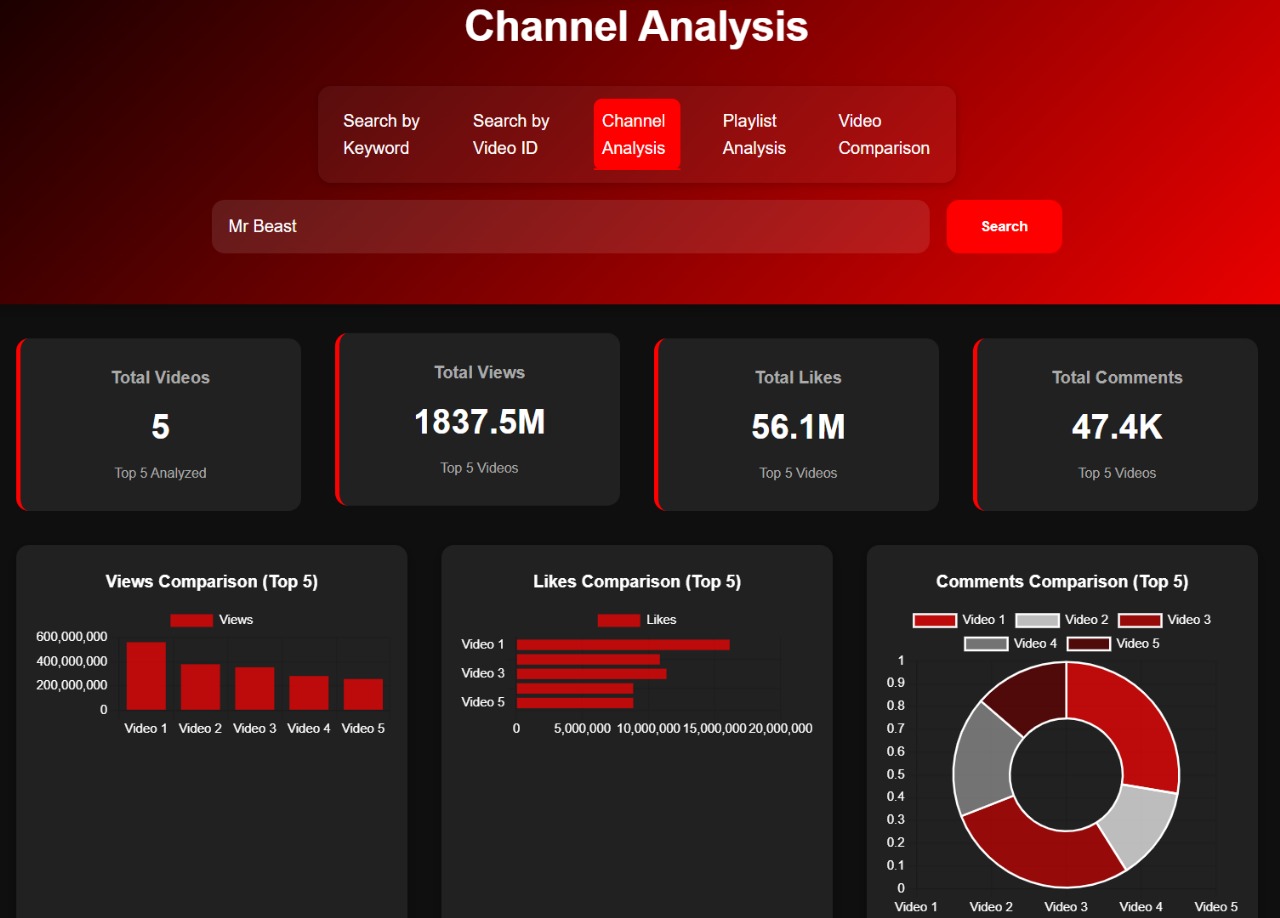 Channel Analysis
Search by Keyword
Search by Video ID
Channel Analysis
Playlist Analysis
Video Comparison
Mr Beast
Search
Total Videos
5
Top 5 Analyzed
Total Views
1837.5M
Top 5 Videos
Total Likes
56.1M
Top 5 Videos
Total Comments
47.4K
Top 5 Videos
Views Comparison (Top 5)
Views
600,000,000
400,000,000
200,000,000
0
Video 1 Video 2 Video 3 Video 4 Video 5
Likes Comparison (Top 5)
Likes
Video 1
Video 3
Video 5
0 5,000,000 10,000,000 15,000,000 20,000,000
Comments Comparison (Top 5)
Video 1 Video 2 Video 3
Video 4 Video 5
1
0.9
0.8
0.7
0.6
0.5
0.4
0.3
0.2
0.1
0
Video 1 Video 2 Video 3 Video 4 Video 5